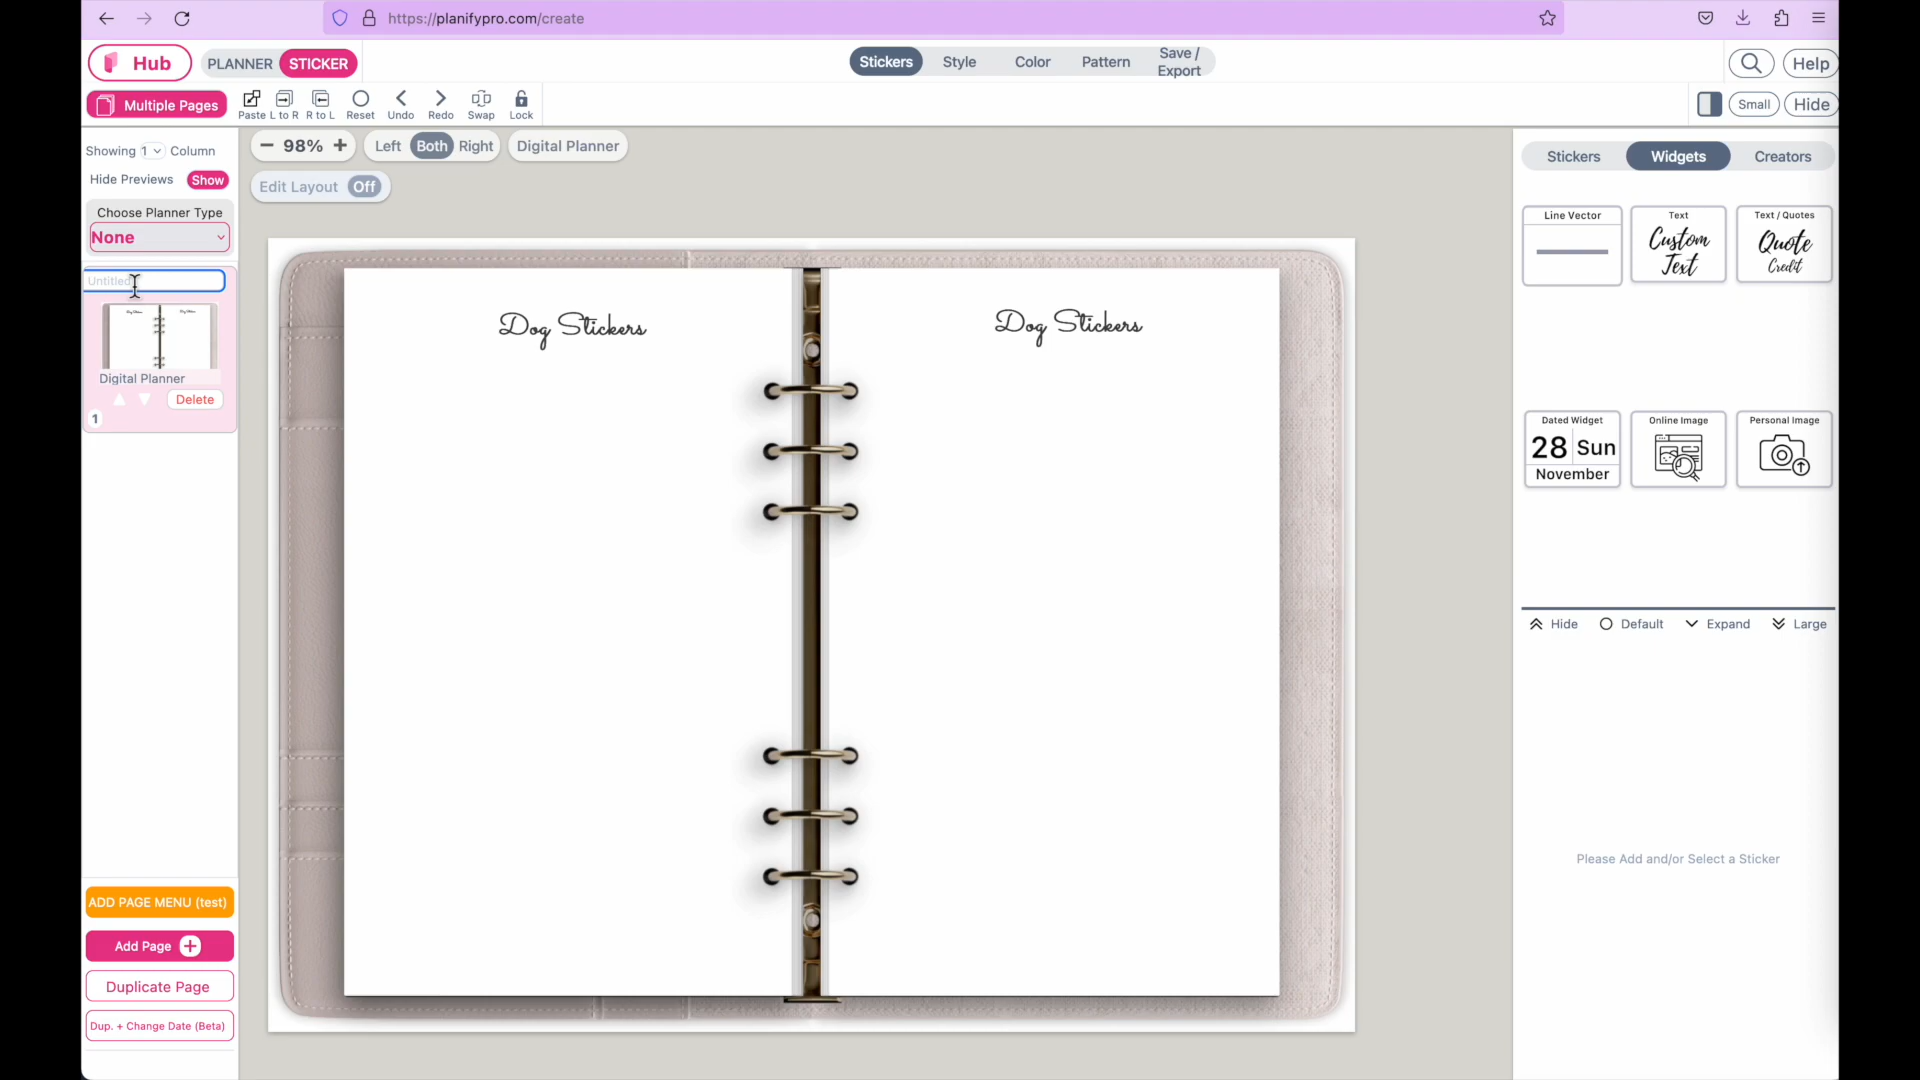 https://planifypro.com/create
Hub
PLANNER
STICKER
Stickers
Style
Color
Pattern
Save /
Export
Help
Multiple Pages
Paste
L to R
R to L
Reset
Undo
Redo
Swap
Lock
Small
Hide
Showing 1 Column
Hide Previews
Show
98%
Left
Both
Right
Digital Planner
Edit Layout
Off
Choose Planner Type
None
Untitled
Dog Stickers
Dog Stickers
Digital Planner
Delete
1
Dog Stickers
Dog Stickers
Stickers
Widgets
Creators
Line Vector
Text
Custom
Text
Text / Quotes
Quote
Credit
Dated Widget
28 Sun
November
Online Image
Personal Image
Hide
Default
Expand
Large
Please Add and/or Select a Sticker
ADD PAGE MENU (test)
Add Page
Duplicate Page
Dup. + Change Date (Beta)